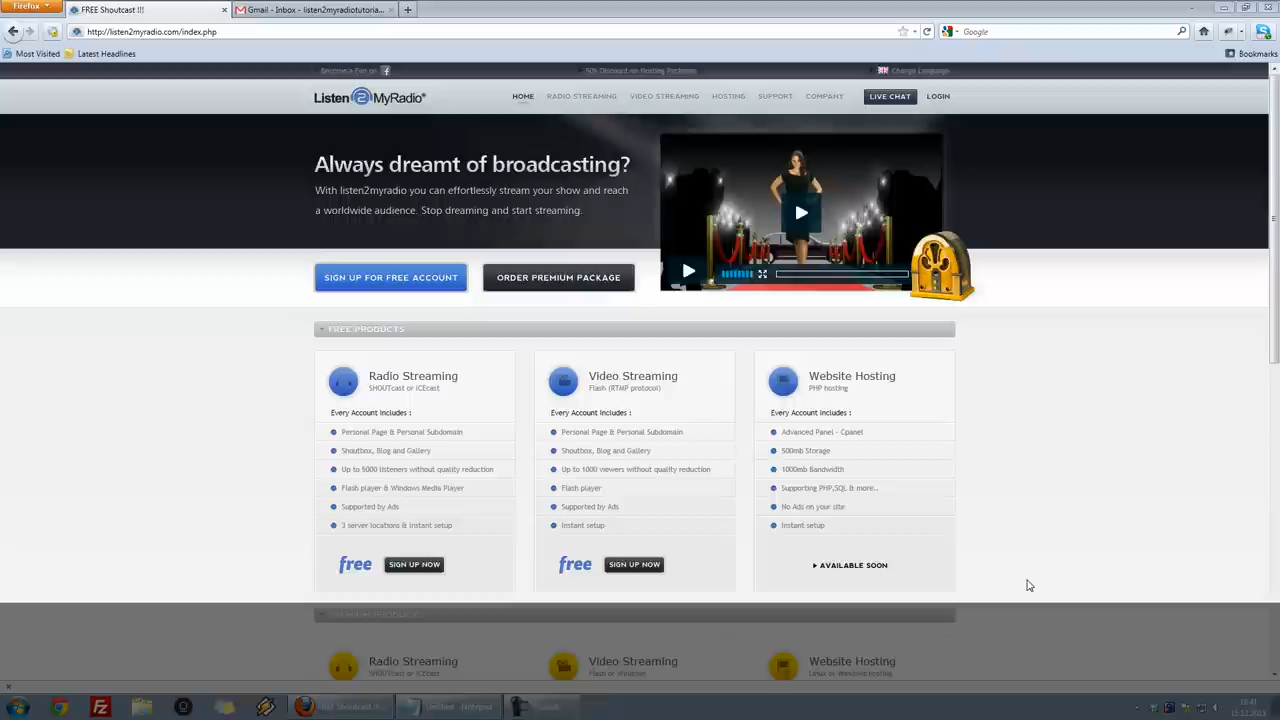 Firefox
FREE Shoutcast !!!
Gmail - Inbox - listen2myradiotutoria...
http://listen2myradio.com/index.php
Google
Most Visited
Latest Headlines
Bookmarks
Become a Fan on
50% Discount on Hosting Packages
Change Language
Listen2MyRadio
HOME
RADIO STREAMING
VIDEO STREAMING
HOSTING
SUPPORT
COMPANY
LIVE CHAT
LOGIN
Always dreamt of broadcasting?
With listen2myradio you can effortlessly stream your show and reach
a worldwide audience. Stop dreaming and start streaming.
SIGN UP FOR FREE ACCOUNT
ORDER PREMIUM PACKAGE
FREE PRODUCTS
Radio Streaming
SHOUTcast or ICEcast
Every Account Includes :
Personal Page & Personal Subdomain
Shoutbox, Blog and Gallery
Up to 5000 listeners without quality reduction
Flash player & Windows Media Player
Supported by Ads
3 server locations & instant setup
free
SIGN UP NOW
Video Streaming
Flash (RTMP protocol)
Every Account Includes :
Personal Page & Personal Subdomain
Shoutbox, Blog and Gallery
Up to 1000 viewers without quality reduction
Flash player
Supported by Ads
Instant setup
free
SIGN UP NOW
Website Hosting
PHP hosting
Every Account Includes :
Advanced Panel - Cpanel
500mb Storage
1000mb Bandwidth
Supporting PHP,SQL & more..
No Ads on your site
Instant setup
AVAILABLE SOON
Radio Streaming
SHOUTcast or ICEcast
Video Streaming
Flash or Windows
Website Hosting
Linux or Windows hosting
FREE Shoutcast !!! ...
Untitled - Notepad